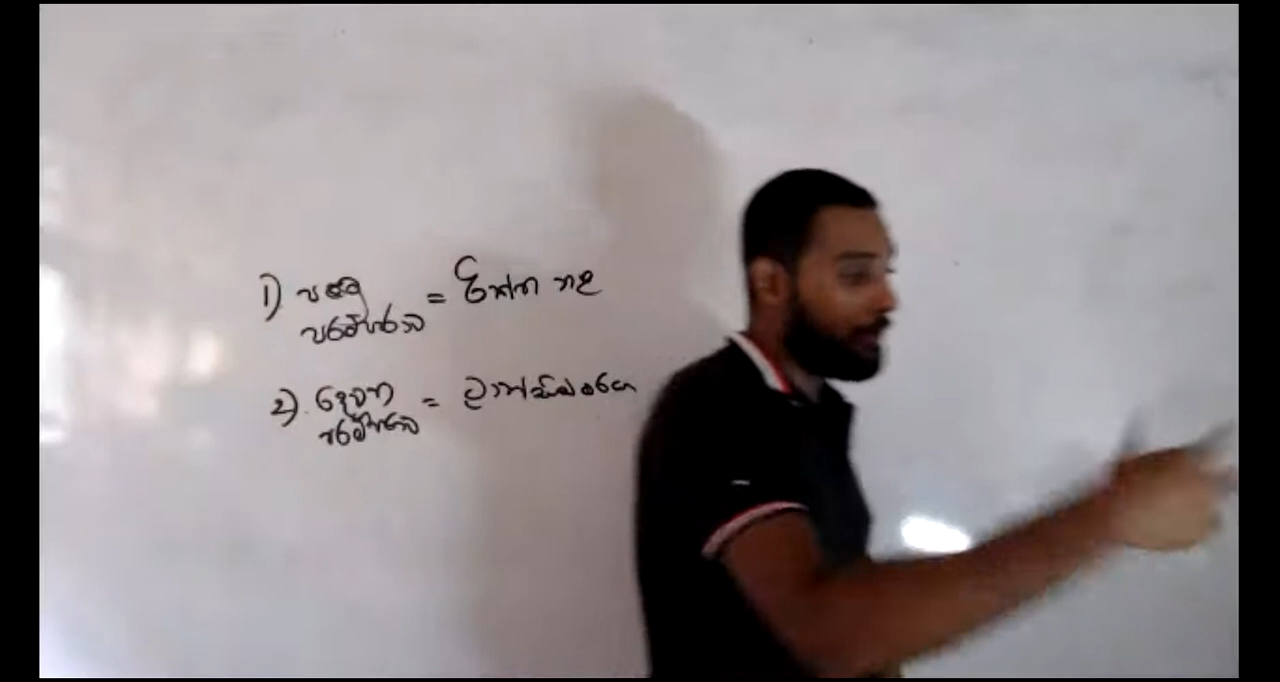 1) පළමු
පරම්පරාව = රික්ත නළ
2) දෙවන
පරම්පරාව = ට්‍රාන්සිස්ටරය